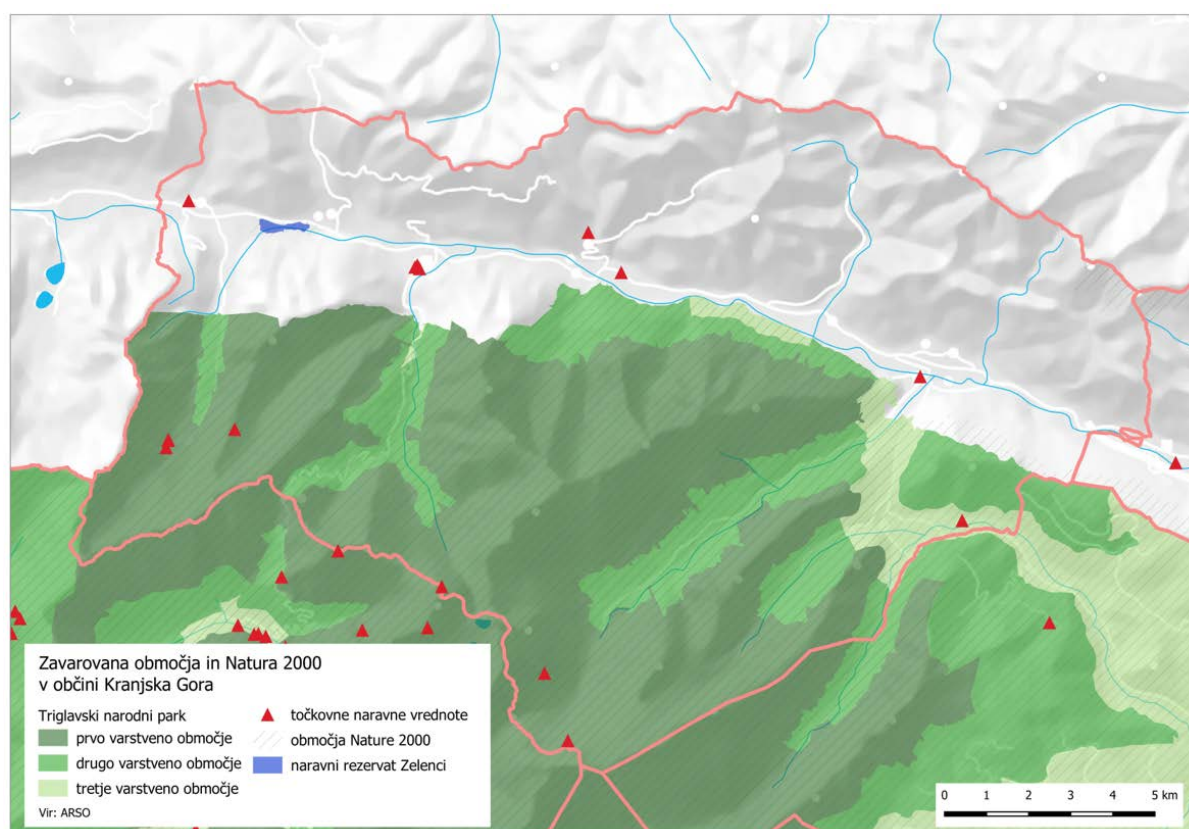 Zavarovana območja in Natura 2000
v občini Kranjska Gora
Triglavski narodni park
prvo varstveno območje
drugo varstveno območje
tretje varstveno območje
Vir: ARSO
točkovne naravne vrednote
območja Nature 2000
naravni rezervat Zelenci
0 1 2 3 4 5 km